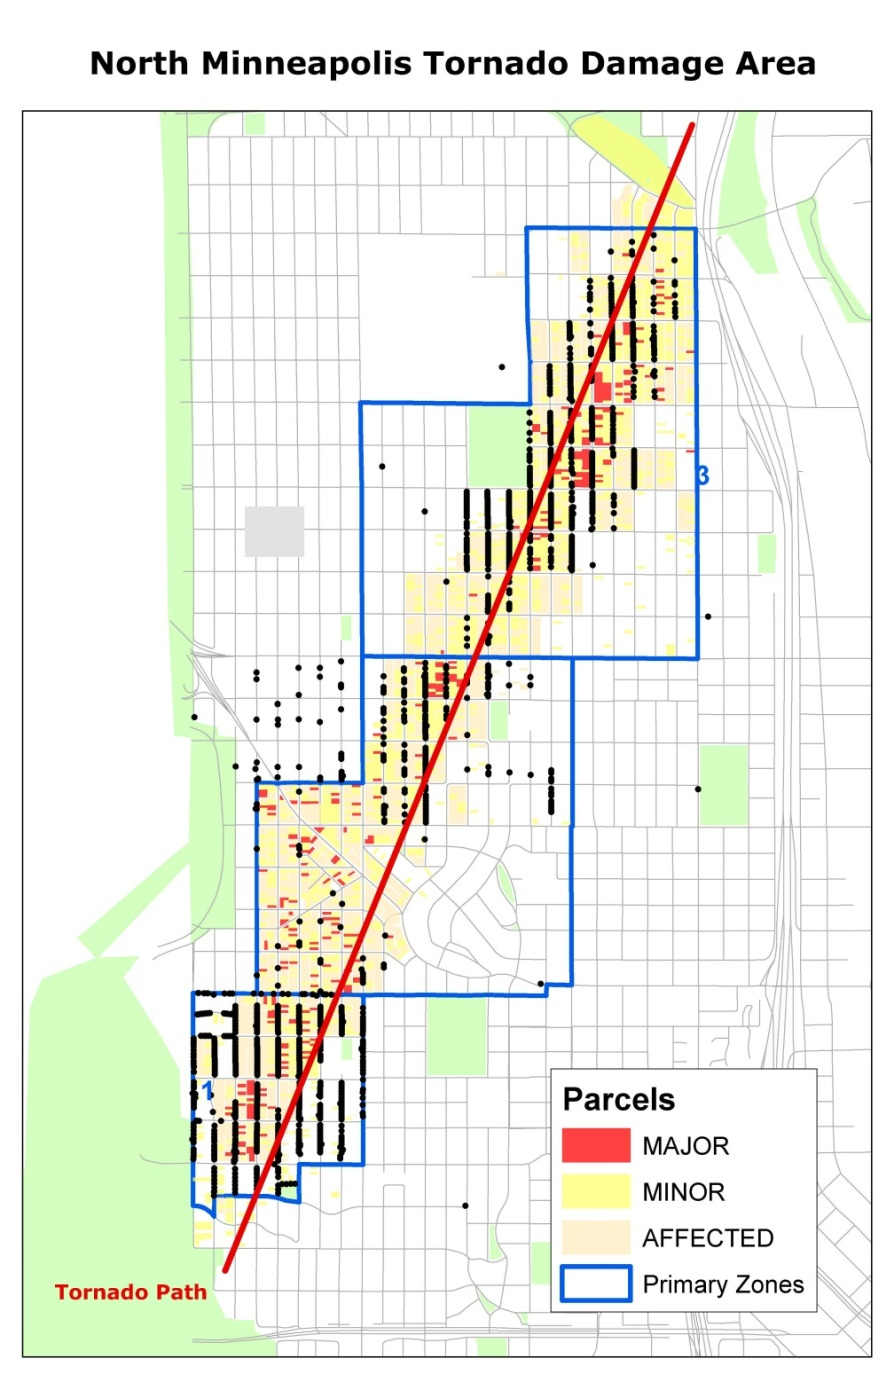 North Minneapolis Tornado Damage Area
3
1
Parcels
MAJOR
MINOR
AFFECTED
Primary Zones
Tornado Path